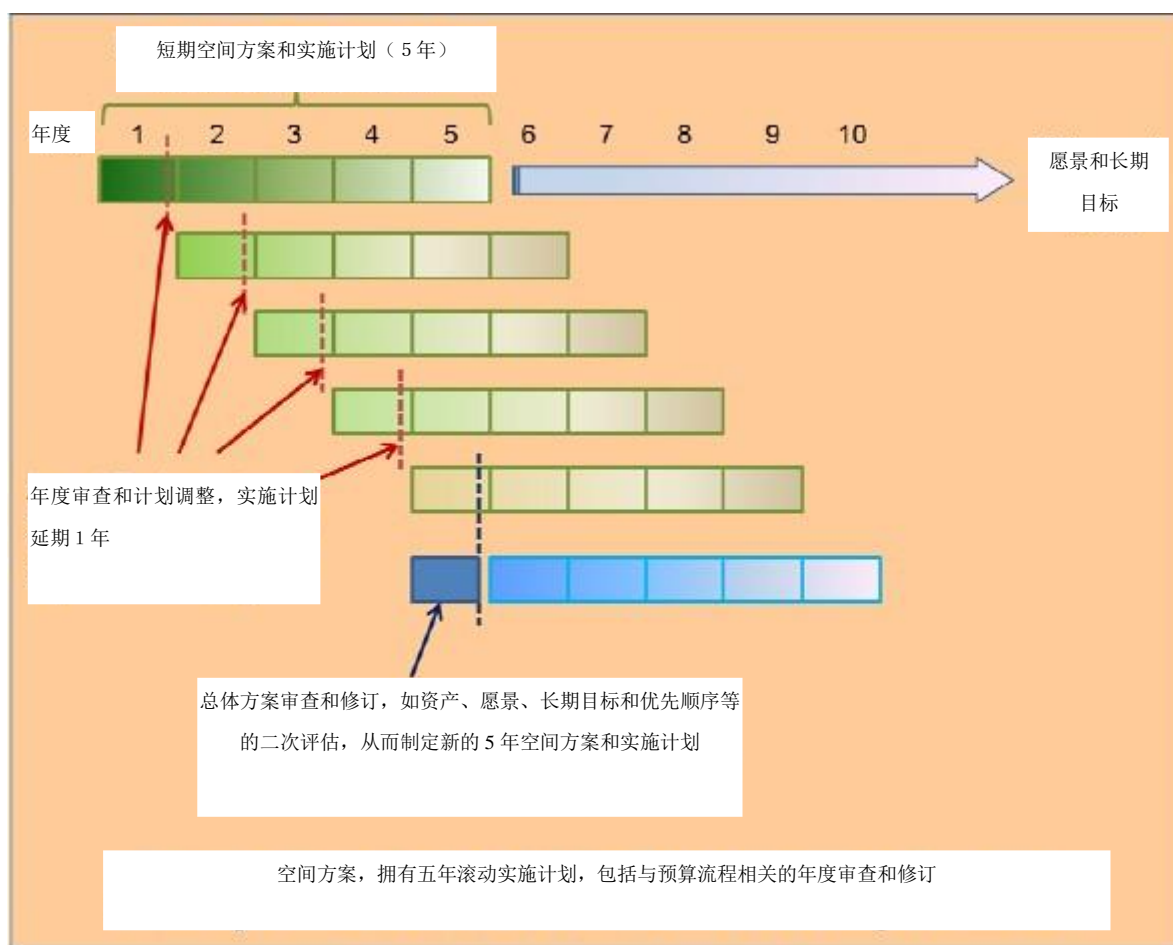 短期空间方案和实施计划（5年）
年度 1 2 3 4 5 6 7 8 9 10
愿景和长期
目标
年度审查和计划调整，实施计划
延期1年
总体方案审查和修订，如资产、愿景、长期目标和优先顺序等
的二次评估，从而制定新的5年空间方案和实施计划
空间方案，拥有五年滚动实施计划，包括与预算流程相关的年度审查和修订